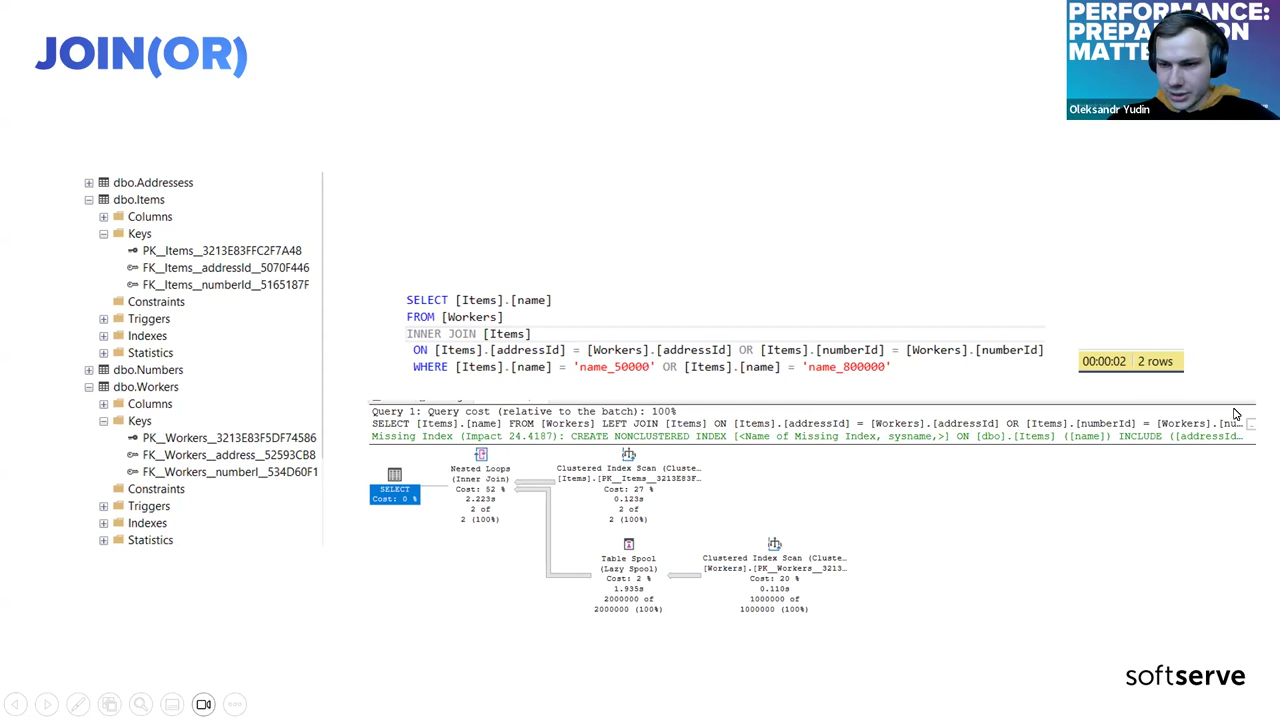 JOIN(OR)
PERFORMANCE:
PREPARATION
MATTE
Oleksandr Yudin
dbo.Addressess
dbo.Items
Columns
Keys
PK__Items__3213E83FFC2F7A48
FK__Items__addressId__5070F446
FK__Items__numberId__5165187F
Constraints
Triggers
Indexes
Statistics
dbo.Numbers
dbo.Workers
Columns
Keys
PK__Workers__3213E83F5DF74586
FK__Workers__address__52593CB8
FK__Workers__numberI__534D60F1
Constraints
Triggers
Indexes
Statistics
SELECT [Items].[name]
FROM [Workers]
INNER JOIN [Items]
ON [Items].[addressId] = [Workers].[addressId] OR [Items].[numberId] = [Workers].[numberId]
WHERE [Items].[name] = 'name_50000' OR [Items].[name] = 'name_800000'
00:00:02 2 rows
Query 1: Query cost (relative to the batch): 100%
SELECT [Items].[name] FROM [Workers] LEFT JOIN [Items] ON [Items].[addressId] = [Workers].[addressId] OR [Items].[numberId] = [Workers].[nu...
Missing Index (Impact 24.4187): CREATE NONCLUSTERED INDEX [<Name of Missing Index, sysname,>] ON [dbo].[Items] ([name]) INCLUDE ([addressId...
SELECT
Cost: 0 %
Nested Loops
(Inner Join)
Cost: 52 %
2.223s
2 of
2 (100%)
Clustered Index Scan (Cluste...
[Items].[PK__Items__3213E83F...
Cost: 27 %
0.123s
2 of
2 (100%)
Table Spool
(Lazy Spool)
Cost: 2 %
1.935s
2000000 of
2000000 (100%)
Clustered Index Scan (Cluste...
[Workers].[PK__Workers__3213...
Cost: 20 %
0.110s
1000000 of
1000000 (100%)
softserve